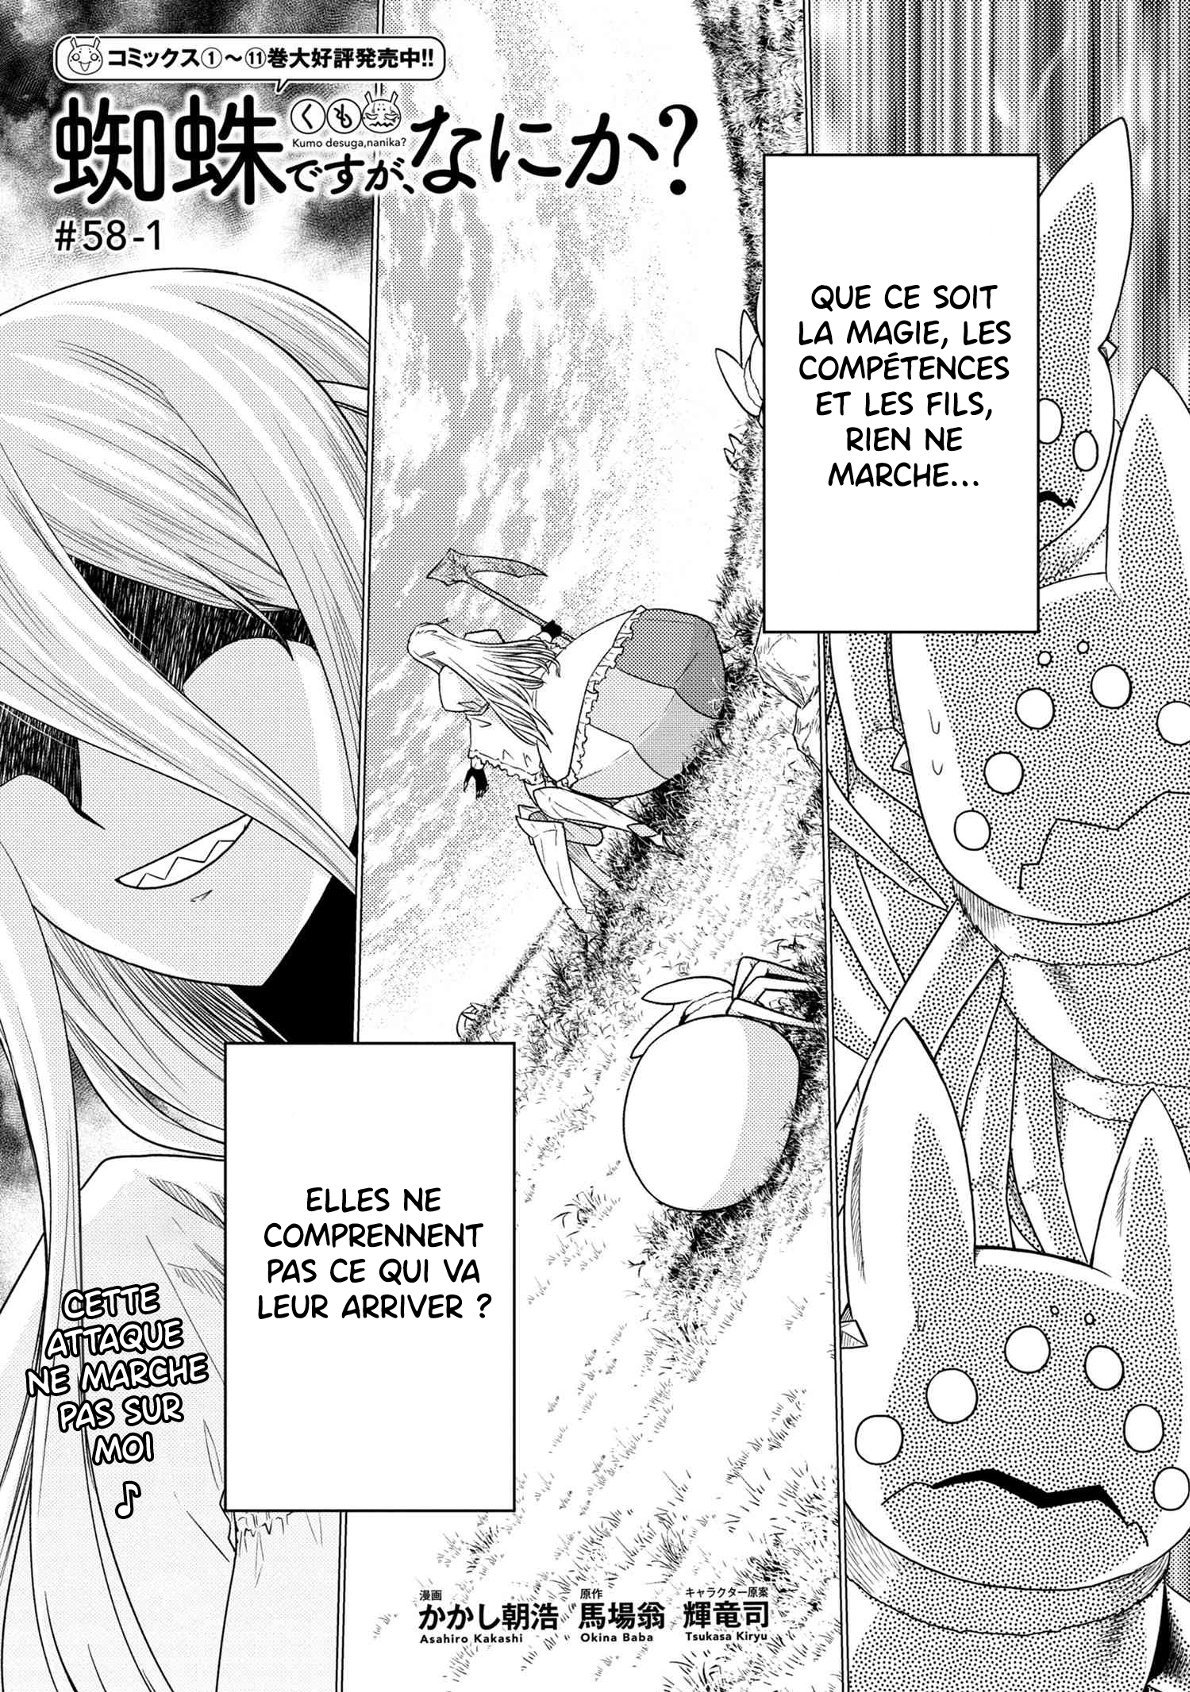 コミックス①～⑪巻大好評発売中!!
蜘蛛ですが、なにか?
くも
Kumo desuga,nanika?
#58-1
QUE CE SOIT
LA MAGIE, LES
COMPÉTENCES
ET LES FILS,
RIEN NE
MARCHE...
ELLES NE
COMPRENNENT
PAS CE QUI VA
LEUR ARRIVER ?
CETTE
ATTAQUE
NE MARCHE
PAS SUR
MOI
♪
漫画
かかし朝浩
Asahiro Kakashi
原作
馬場翁
Okina Baba
キャラクター原案
輝竜司
Tsukasa Kiryu